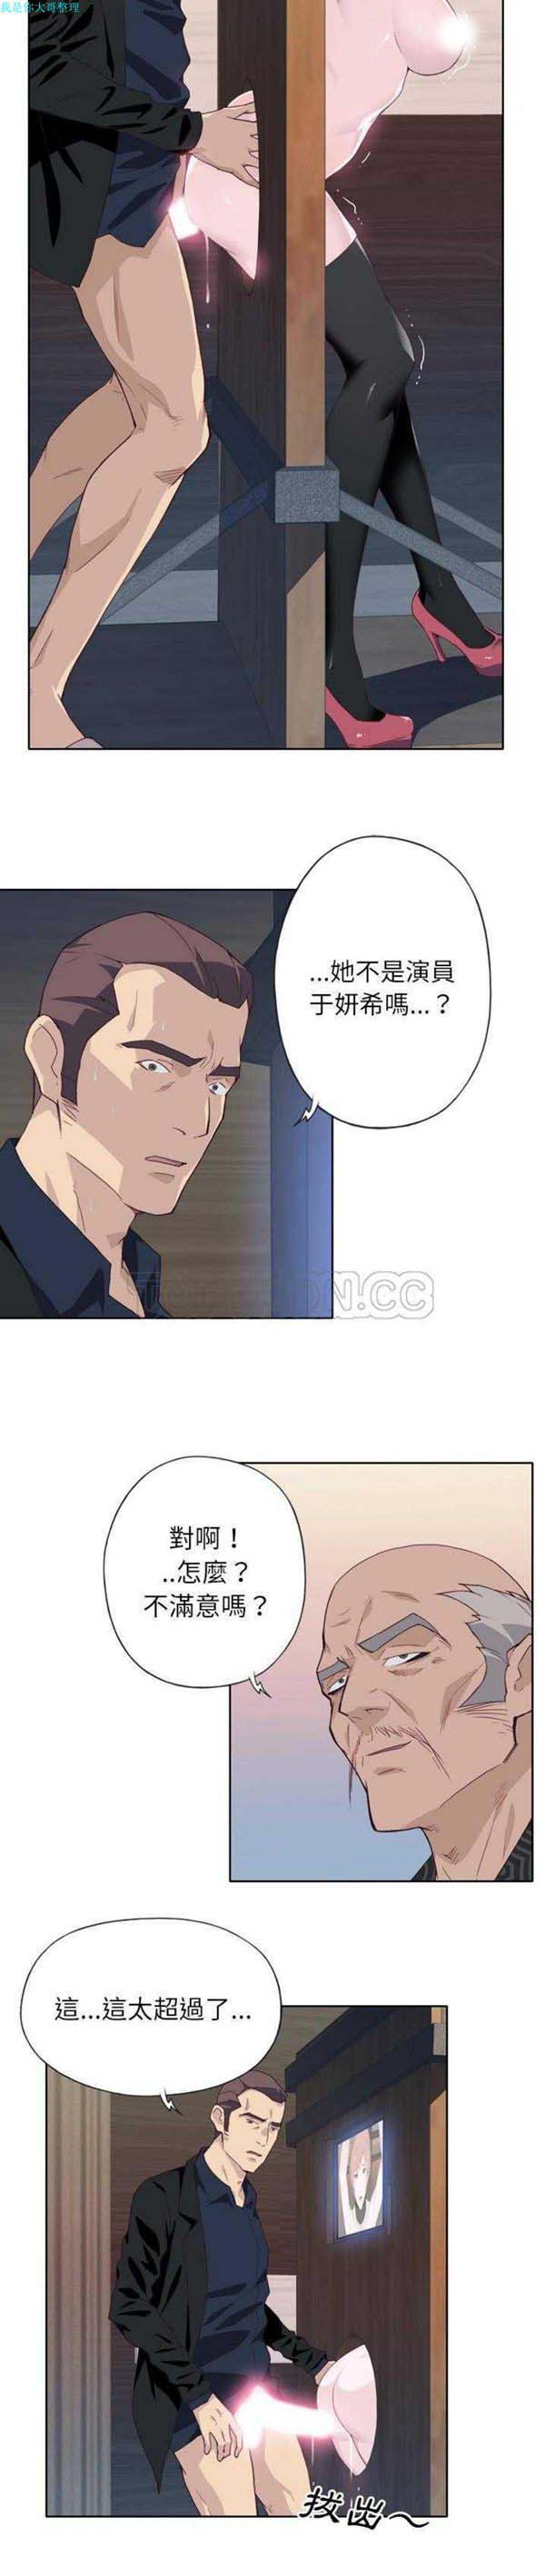 我是你大哥整理
...她不是演員
于妍希嗎...？
對啊！
..怎麼？
不滿意嗎？
這...這太超過了...
拔出～